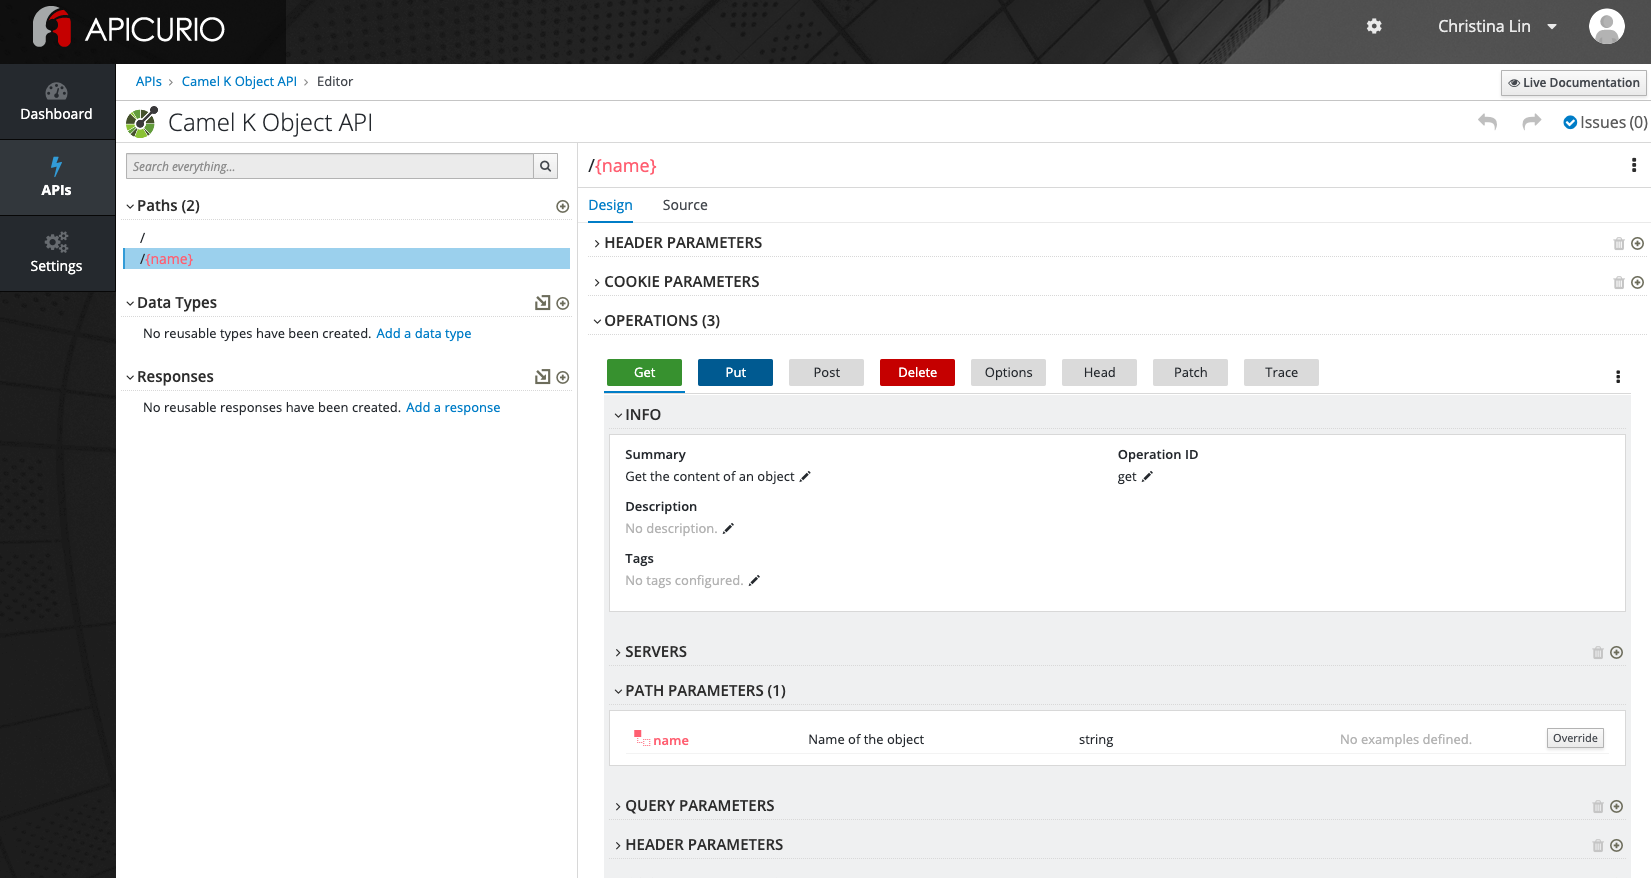 APICURIO
Christina Lin
Dashboard
APIs
Settings
APIs › Camel K Object API › Editor
Live Documentation
Camel K Object API
Issues (0)
Search everything...
Paths (2)
/
/{name}
Data Types
No reusable types have been created. Add a data type
Responses
No reusable responses have been created. Add a response
/{name}
Design Source
HEADER PARAMETERS
COOKIE PARAMETERS
OPERATIONS (3)
Get Put Post Delete Options Head Patch Trace
INFO
Summary Operation ID
Get the content of an object get
Description
No description.
Tags
No tags configured.
SERVERS
PATH PARAMETERS (1)
name Name of the object string No examples defined. Override
QUERY PARAMETERS
HEADER PARAMETERS